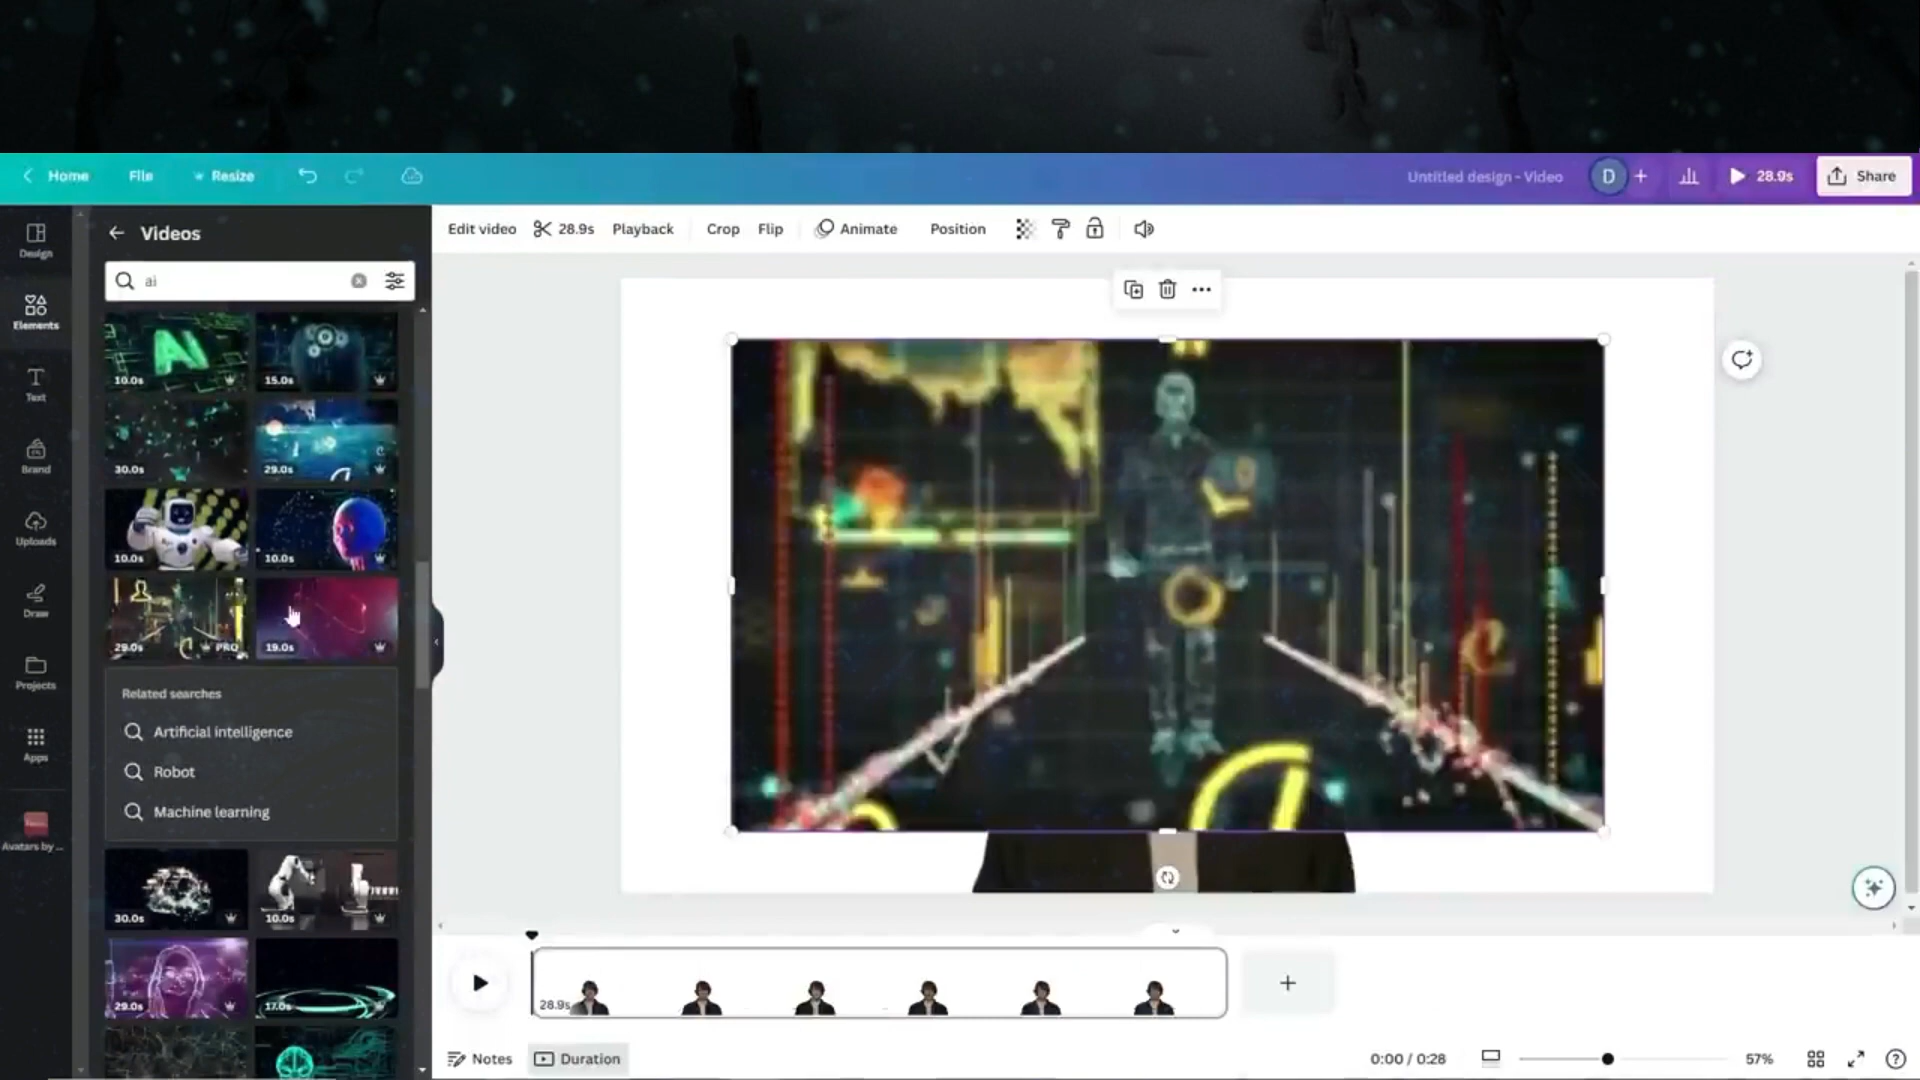 Home File Resize Untitled design - Video D + 28.9s Share
Design
Elements
Text
Brand
Uploads
Draw
Projects
Apps
Avatars by ...
Videos
ai
10.0s 15.0s
AI
30.0s 29.0s
10.0s 10.0s
29.0s PRO 19.0s
Related searches
Artificial intelligence
Robot
Machine learning
30.0s 10.0s
29.0s 17.0s
Edit video 28.9s Playback Crop Flip Animate Position
28.9s
+
Notes Duration 0:00 / 0:28 57%